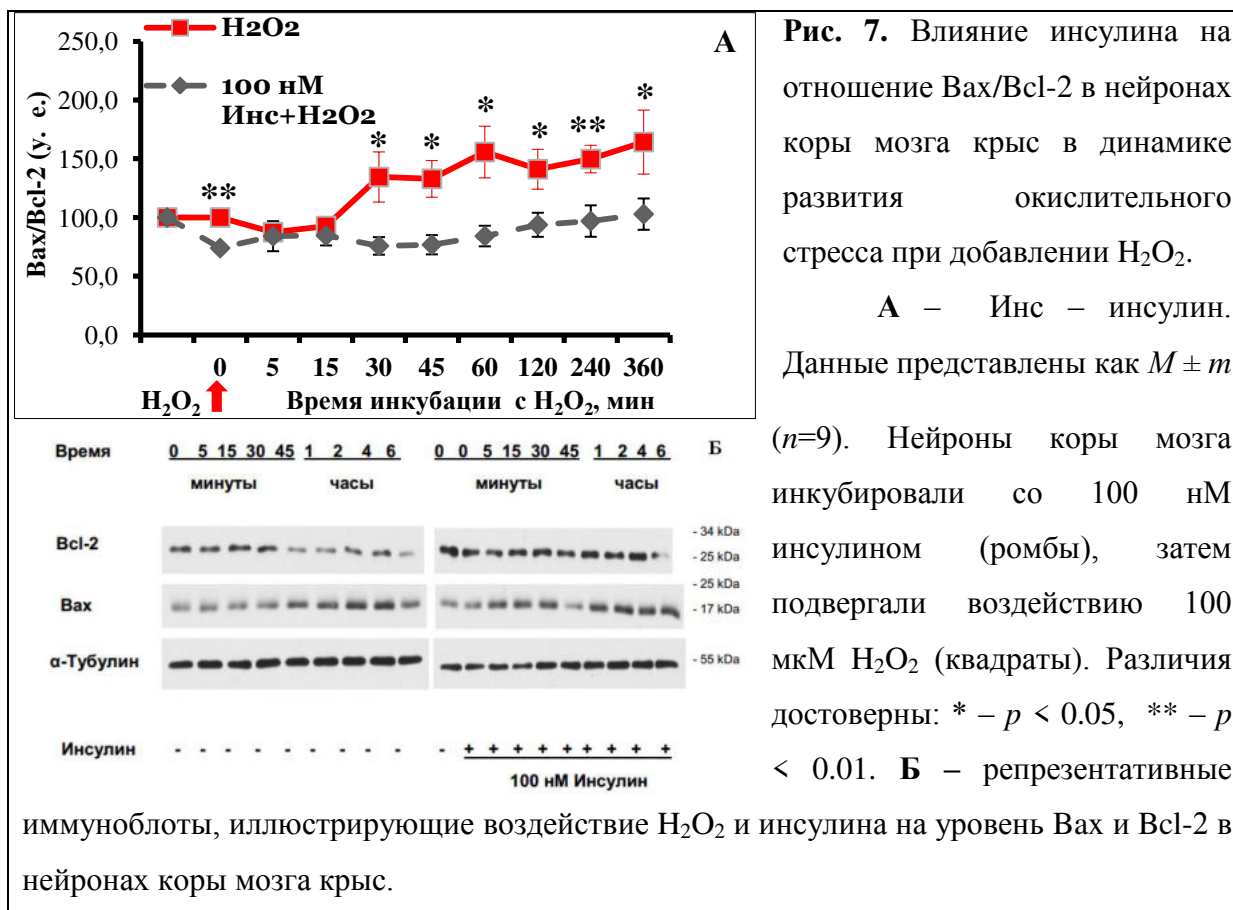 250,0
200,0
150,0
100,0
50,0
0,0
Bax/Bcl-2 (у. е.)
H2O2
100 нМ
Инс+H2O2
А
** * * * * ** *
0 5 15 30 45 60 120 240 360
H₂O₂ Время инкубации с H₂O₂, мин
Рис. 7. Влияние инсулина на
отношение Bax/Bcl-2 в нейронах
коры мозга крыс в динамике
развития окислительного
стресса при добавлении H₂O₂.
А – Инс – инсулин.
Данные представлены как M ± m
(n=9). Нейроны коры мозга
инкубировали со 100 нМ
инсулином (ромбы), затем
подвергали воздействию 100
мкМ H₂O₂ (квадраты). Различия
достоверны: * – p < 0.05, ** – p
< 0.01. Б – репрезентативные
иммуноблоты, иллюстрирующие воздействие H₂O₂ и инсулина на уровень Bax и Bcl-2 в
нейронах коры мозга крыс.
Время 0 5 15 30 45 1 2 4 6 0 0 5 15 30 45 1 2 4 6 Б
минуты часы минуты часы
Bcl-2 - 34 kDa
- 25 kDa
Bax - 25 kDa
- 17 kDa
α-Тубулин - 55 kDa
Инсулин - - - - - - - - - - + + + + + + + + +
100 нМ Инсулин